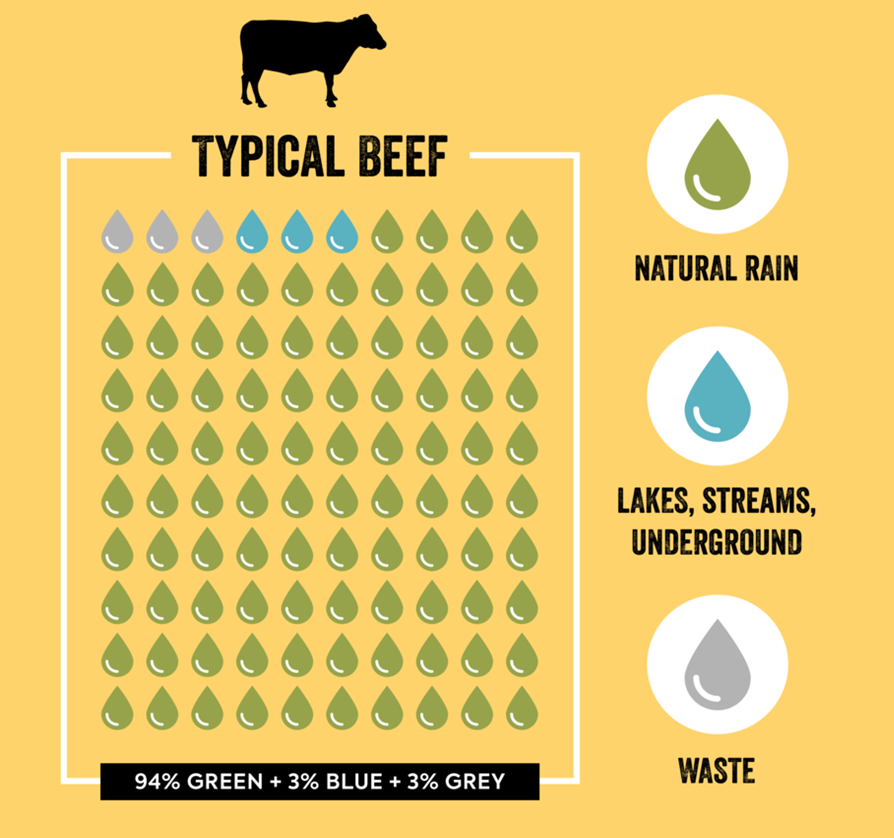 TYPICAL BEEF
NATURAL RAIN
LAKES, STREAMS,
UNDERGROUND
WASTE
94% GREEN + 3% BLUE + 3% GREY